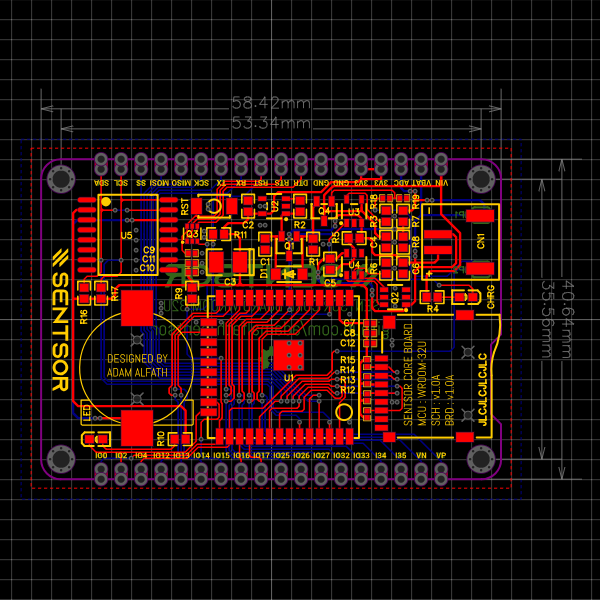 58.42mm
53.34mm
SDA SCL SS MOSI MISO SCK TX RX RST RTS DTR GND GND 3V3 3V3 ADC VBAT VIN
RST
U2
R2
Q4
U3
R18
R19
U5
Q3
R11
C2
Q1
R1
R3
C4
R7
R8
CN1
C9
C11
C10
C3
D1
C1
C5
U4
R6
C6
SENTSOR
R16
R17
R9
Q2
R4
CHRG
40.64mm
35.56mm
C7
C8
C12
DESIGNED BY
ADAM ALFATH
U1
R15
R14
R13
R12
SENTSOR CORE BOARD
MCU : WROOM-32U
SCH : v1.0A
BRD : v1.0A
JLCJLCJLCJLC
LED
R10
IO0 IO2 IO4 IO12 IO13 IO14 IO15 IO16 IO17 IO25 IO26 IO27 IO32 IO33 I34 I35 VN VP